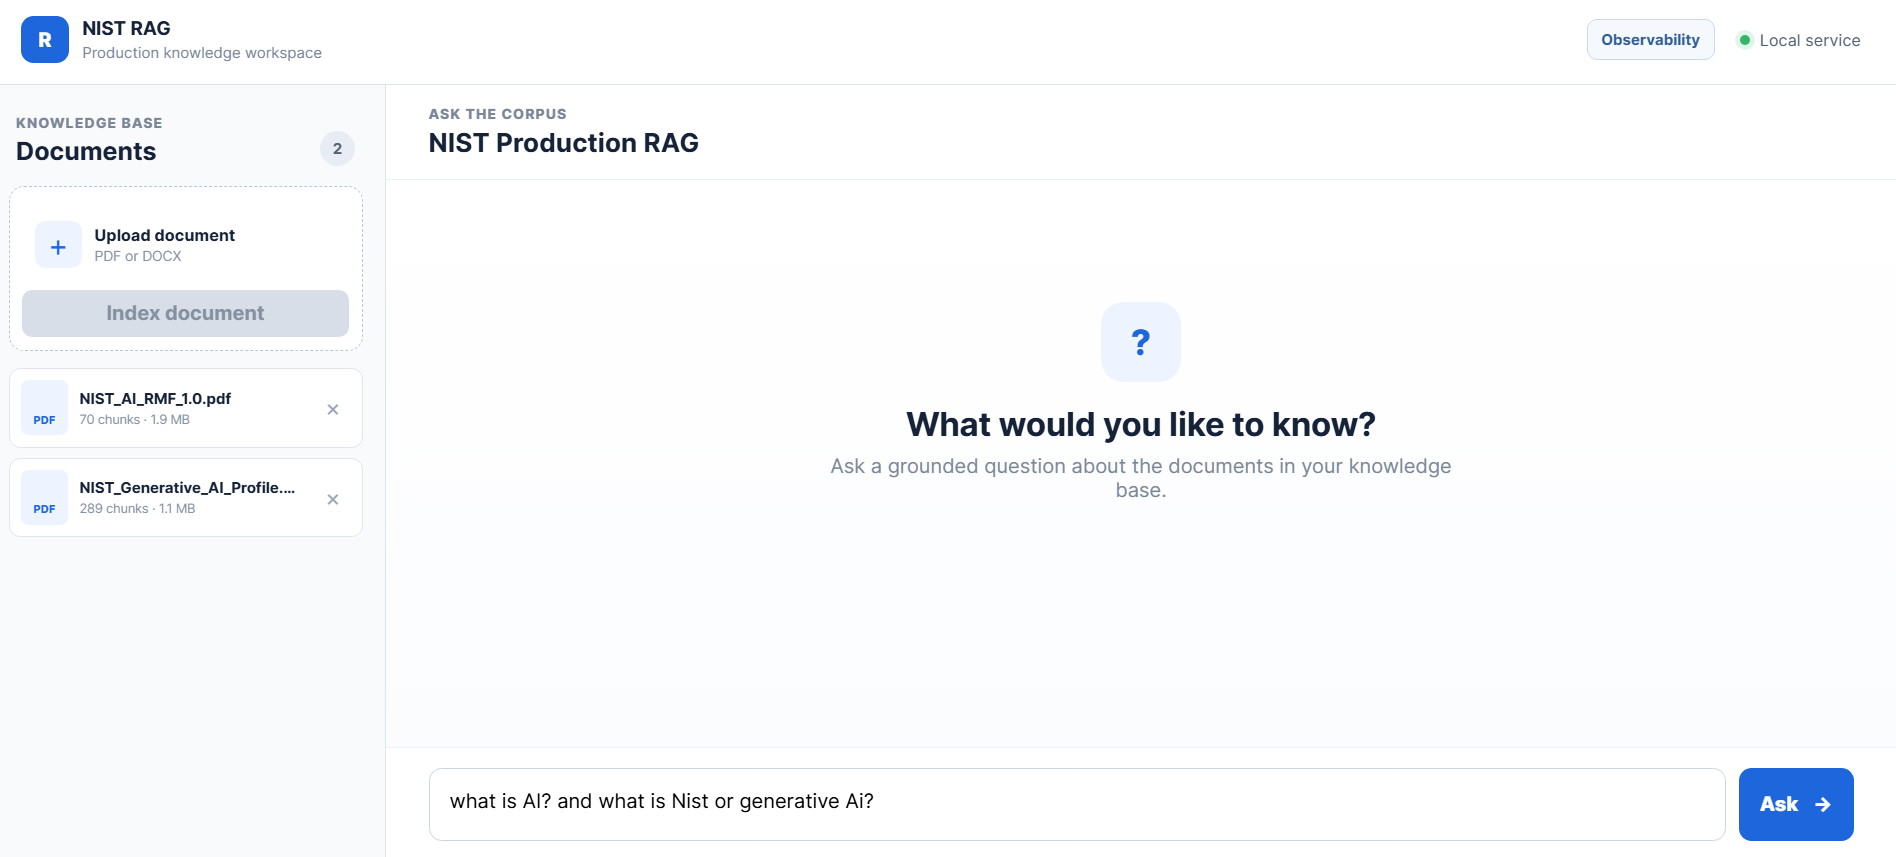 R
NIST RAG
Production knowledge workspace
Observability
Local service
KNOWLEDGE BASE
Documents
2
+
Upload document
PDF or DOCX
Index document
PDF
NIST_AI_RMF_1.0.pdf
70 chunks · 1.9 MB
×
PDF
NIST_Generative_AI_Profile....
289 chunks · 1.1 MB
×
ASK THE CORPUS
NIST Production RAG
?
What would you like to know?
Ask a grounded question about the documents in your knowledge
base.
what is AI? and what is Nist or generative Ai?
Ask →